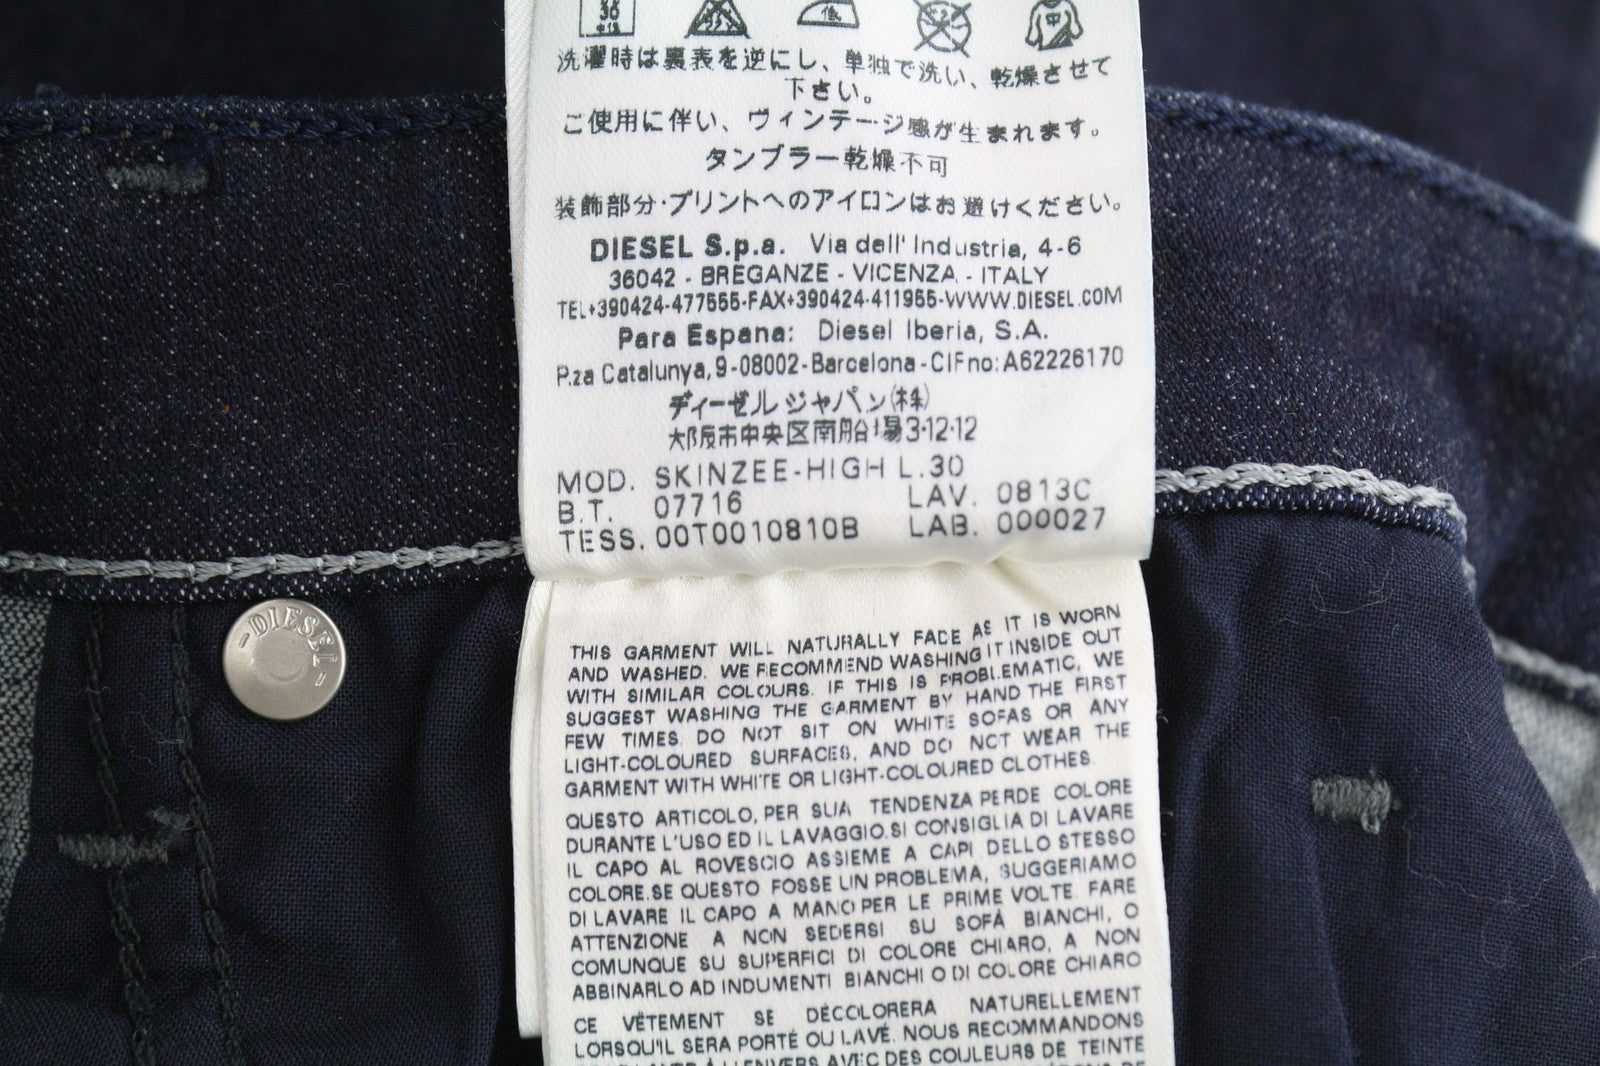 30
中性
低
中
洗濯時は裏表を逆にし、単独で洗い、乾燥させて
下さい。
ご使用に伴い、ヴィンテージ感が生まれます。
タンブラー乾燥不可
装飾部分・プリントへのアイロンはお避けください。
DIESEL S.p.a. Via dell' Industria, 4-6
36042 - BREGANZE - VICENZA - ITALY
TEL+390424-477555-FAX+390424-411955-WWW.DIESEL.COM
Para Espana: Diesel Iberia, S.A.
P.za Catalunya, 9-08002-Barcelona-CIF no: A62226170
ディーゼルジャパン(株)
大阪市中央区南船場3-12-12
MOD. SKINZEE-HIGH L.30
B.T. 07716 LAV. 0813C
TESS. 00T0010810B LAB. 000027
-DIESEL-
THIS GARMENT WILL NATURALLY FADE AS IT IS WORN
AND WASHED. WE RECOMMEND WASHING IT INSIDE OUT
WITH SIMILAR COLOURS. IF THIS IS PROBLEMATIC, WE
SUGGEST WASHING THE GARMENT BY HAND THE FIRST
FEW TIMES. DO NOT SIT ON WHITE SOFAS OR ANY
LIGHT-COLOURED SURFACES, AND DO NOT WEAR THE
GARMENT WITH WHITE OR LIGHT-COLOURED CLOTHES.
QUESTO ARTICOLO, PER SUA TENDENZA PERDE COLORE
DURANTE L'USO ED IL LAVAGGIO. SI CONSIGLIA DI LAVARE
IL CAPO AL ROVESCIO ASSIEME A CAPI DELLO STESSO
COLORE. SE QUESTO FOSSE UN PROBLEMA, SUGGERIAMO
DI LAVARE IL CAPO A MANO PER LE PRIME VOLTE. FARE
ATTENZIONE A NON SEDERSI SU SOFÀ BIANCHI, O
COMUNQUE SU SUPERFICI DI COLORE CHIARO, A NON
ABBINARLO AD INDUMENTI BIANCHI O DI COLORE CHIARO
CE VÊTEMENT SE DÉCOLORERA NATURELLEMENT
LORSQU'IL SERA PORTÉ OU LAVÉ. NOUS RECOMMANDONS
L'ENVERS AVEC DES COULEURS DE TEINTE